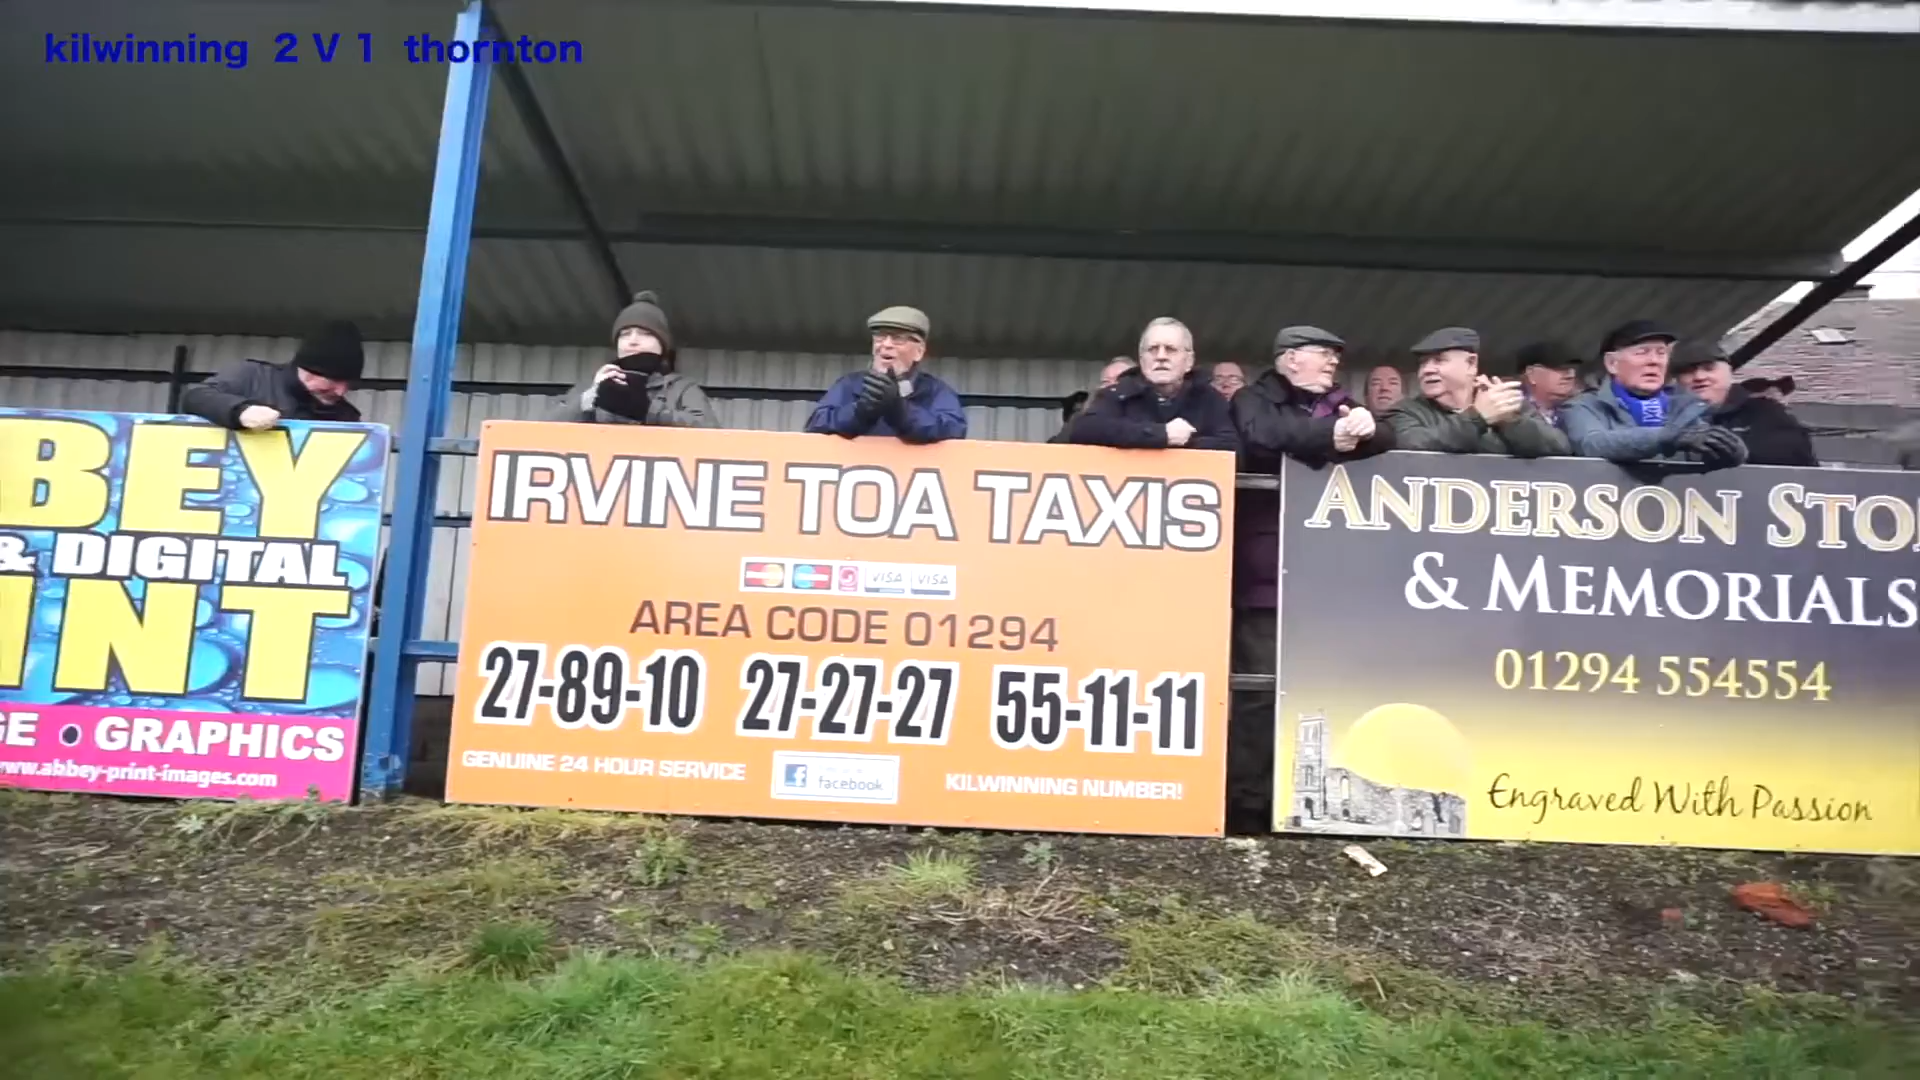 kilwinning 2 V 1 thornton
BEY
& DIGITAL
INT
GE • GRAPHICS
www.abbey-print-images.com
IRVINE TOA TAXIS
VISA VISA
AREA CODE 01294
27-89-10 27-27-27 55-11-11
GENUINE 24 HOUR SERVICE
facebook
KILWINNING NUMBER!
ANDERSON STO
& MEMORIALS
01294 554554
Engraved With Passion